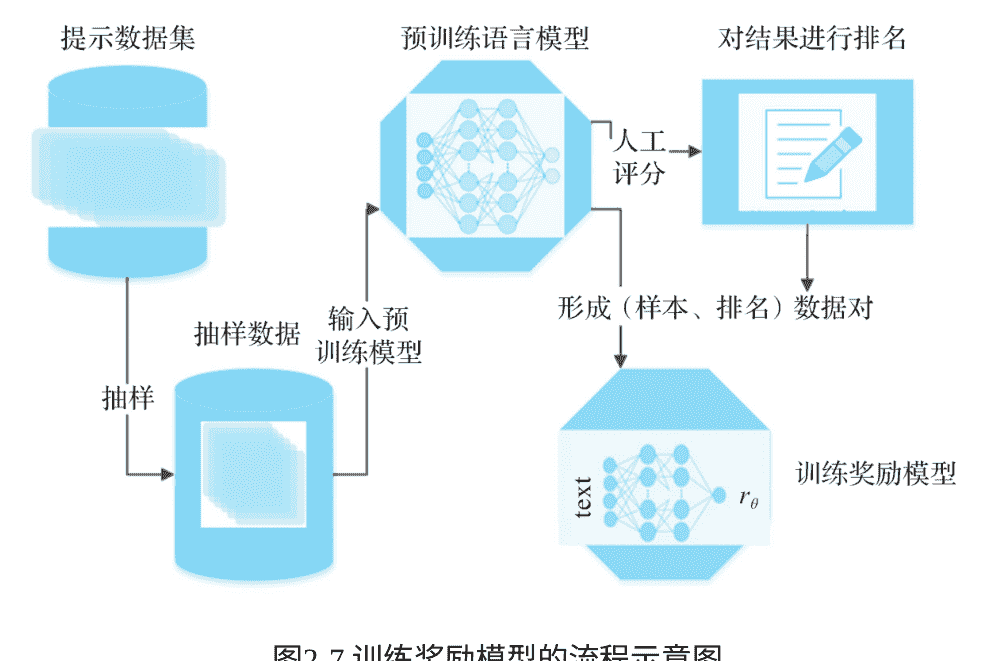 提示数据集
预训练语言模型
对结果进行排名
人工
评分
形成（样本、排名）数据对
抽样数据
输入预
训练模型
抽样
训练奖励模型
text
rθ
图2-7 训练奖励模型的流程示意图